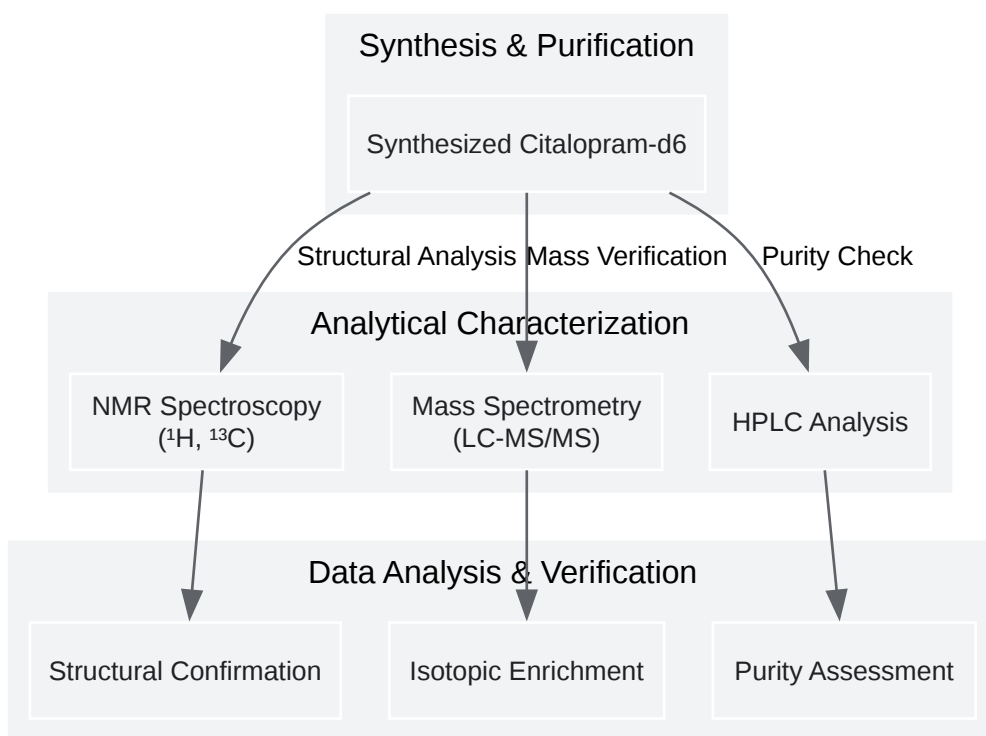 Synthesis & Purification
Synthesized Citalopram-d6
Structural Analysis
Mass Verification
Purity Check
Analytical Characterization
NMR Spectroscopy
(¹H, ¹³C)
Mass Spectrometry
(LC-MS/MS)
HPLC Analysis
Data Analysis & Verification
Structural Confirmation
Isotopic Enrichment
Purity Assessment